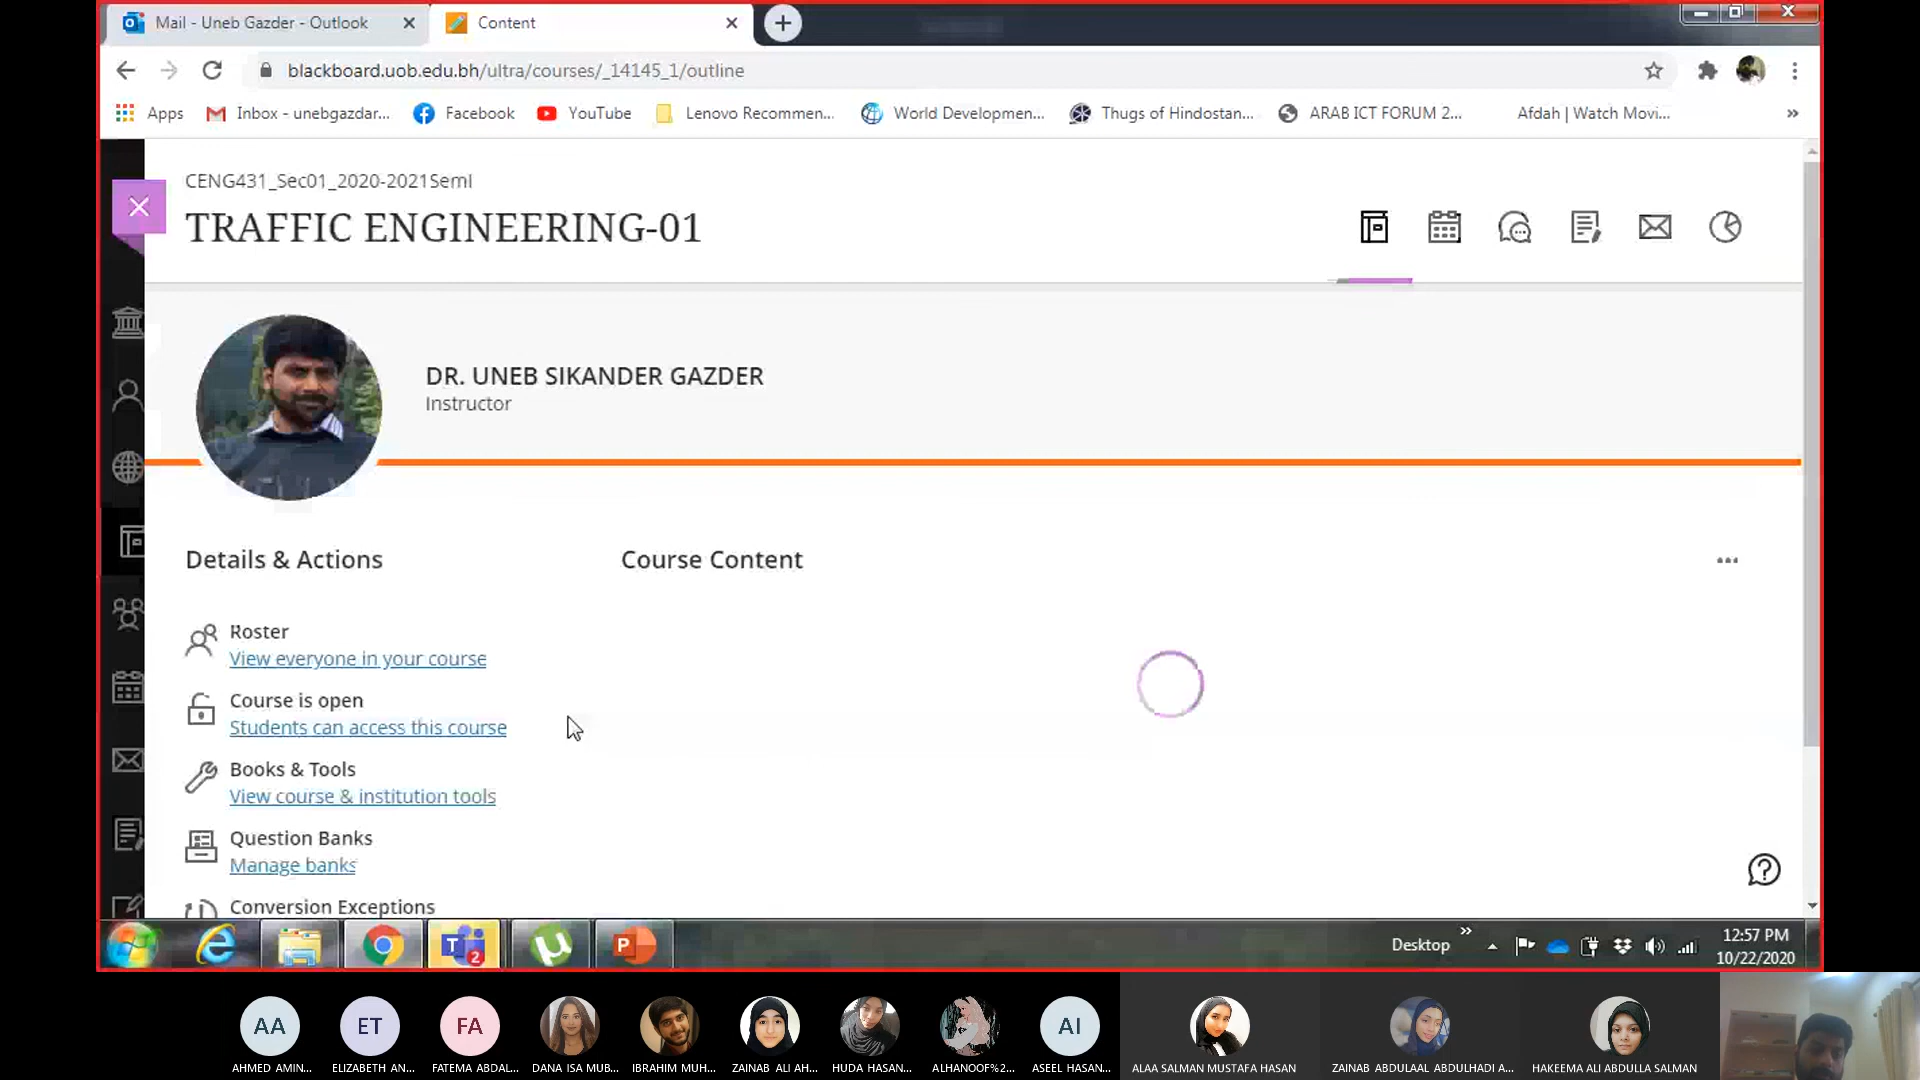 Mail - Uneb Gazder - Outlook
Content
blackboard.uob.edu.bh/ultra/courses/_14145_1/outline
Apps
Inbox - unebgazdar...
Facebook
YouTube
Lenovo Recommen...
World Developmen...
Thugs of Hindostan...
ARAB ICT FORUM 2...
Afdah | Watch Movi...
»
CENG431_Sec01_2020-2021SemI
TRAFFIC ENGINEERING-01
DR. UNEB SIKANDER GAZDER
Instructor
Details & Actions
Course Content
Roster
View everyone in your course
Course is open
Students can access this course
Books & Tools
View course & institution tools
Question Banks
Manage banks
Conversion Exceptions
2
Desktop
»
12:57 PM
10/22/2020
AA
ET
FA
AI
AHMED AMIN...
ELIZABETH AN...
FATEMA ABDAL...
DANA ISA MUB...
IBRAHIM MUH...
ZAINAB ALI AH...
HUDA HASAN...
ALHANOOF%2...
ASEEL HASAN...
ALAA SALMAN MUSTAFA HASAN
ZAINAB ABDULAAL ABDULHADI A...
HAKEEMA ALI ABDULLA SALMAN